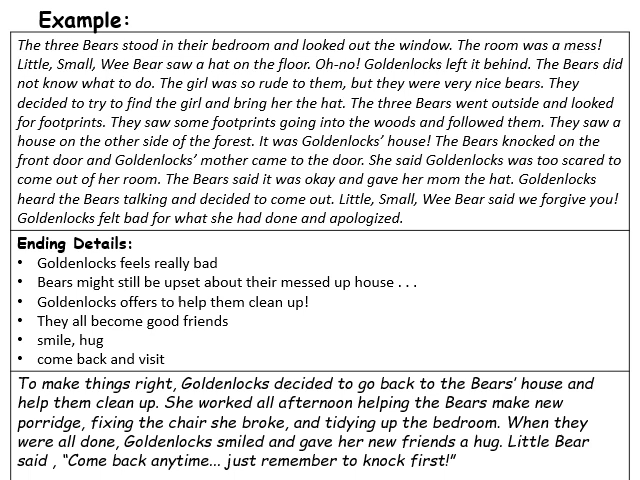 Example:
The three Bears stood in their bedroom and looked out the window. The room was a mess!
Little, Small, Wee Bear saw a hat on the floor. Oh-no! Goldenlocks left it behind. The Bears did
not know what to do. The girl was so rude to them, but they were very nice bears. They
decided to try to find the girl and bring her the hat. The three Bears went outside and looked
for footprints. They saw some footprints going into the woods and followed them. They saw a
house on the other side of the forest. It was Goldenlocks’ house! The Bears knocked on the
front door and Goldenlocks’ mother came to the door. She said Goldenlocks was too scared to
come out of her room. The Bears said it was okay and gave her mom the hat. Goldenlocks
heard the Bears talking and decided to come out. Little, Small, Wee Bear said we forgive you!
Goldenlocks felt bad for what she had done and apologized.
Ending Details:
• Goldenlocks feels really bad
• Bears might still be upset about their messed up house . . .
• Goldenlocks offers to help them clean up!
• They all become good friends
• smile, hug
• come back and visit
To make things right, Goldenlocks decided to go back to the Bears’ house and
help them clean up. She worked all afternoon helping the Bears make new
porridge, fixing the chair she broke, and tidying up the bedroom. When they
were all done, Goldenlocks smiled and gave her new friends a hug. Little Bear
said , “Come back anytime... just remember to knock first!”